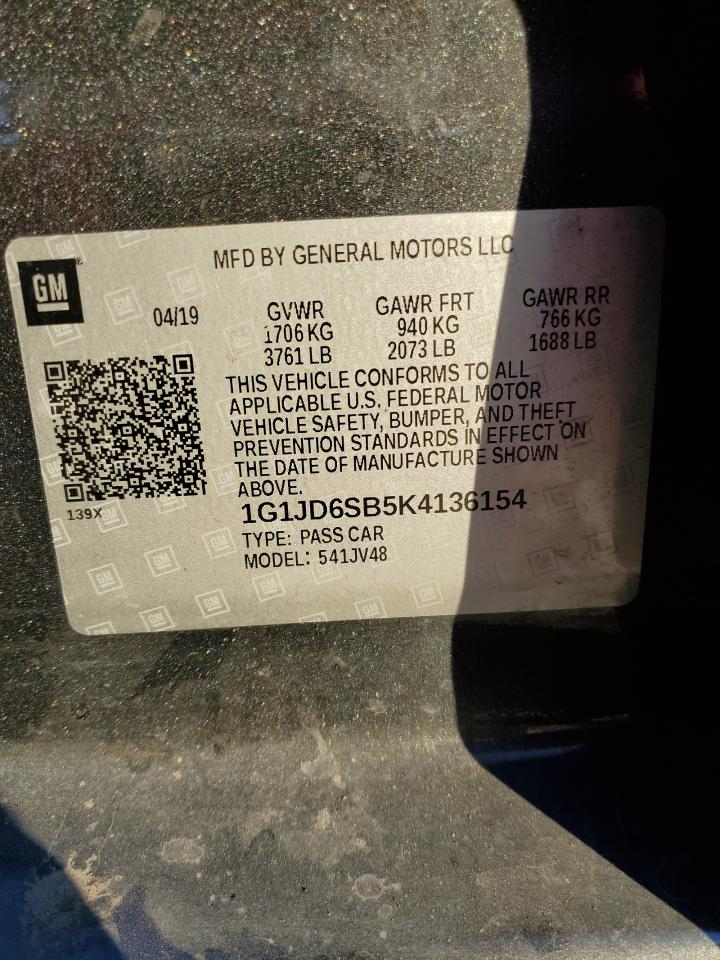 MFD BY GENERAL MOTORS LLC
GM
04/19
GVWR GAWR FRT GAWR RR
1706 KG 940 KG 766 KG
3761 LB 2073 LB 1688 LB
THIS VEHICLE CONFORMS TO ALL
APPLICABLE U.S. FEDERAL MOTOR
VEHICLE SAFETY, BUMPER, AND THEFT
PREVENTION STANDARDS IN EFFECT ON
THE DATE OF MANUFACTURE SHOWN
ABOVE.
139X
1G1JD6SB5K4136154
TYPE: PASS CAR
MODEL: 541JV48